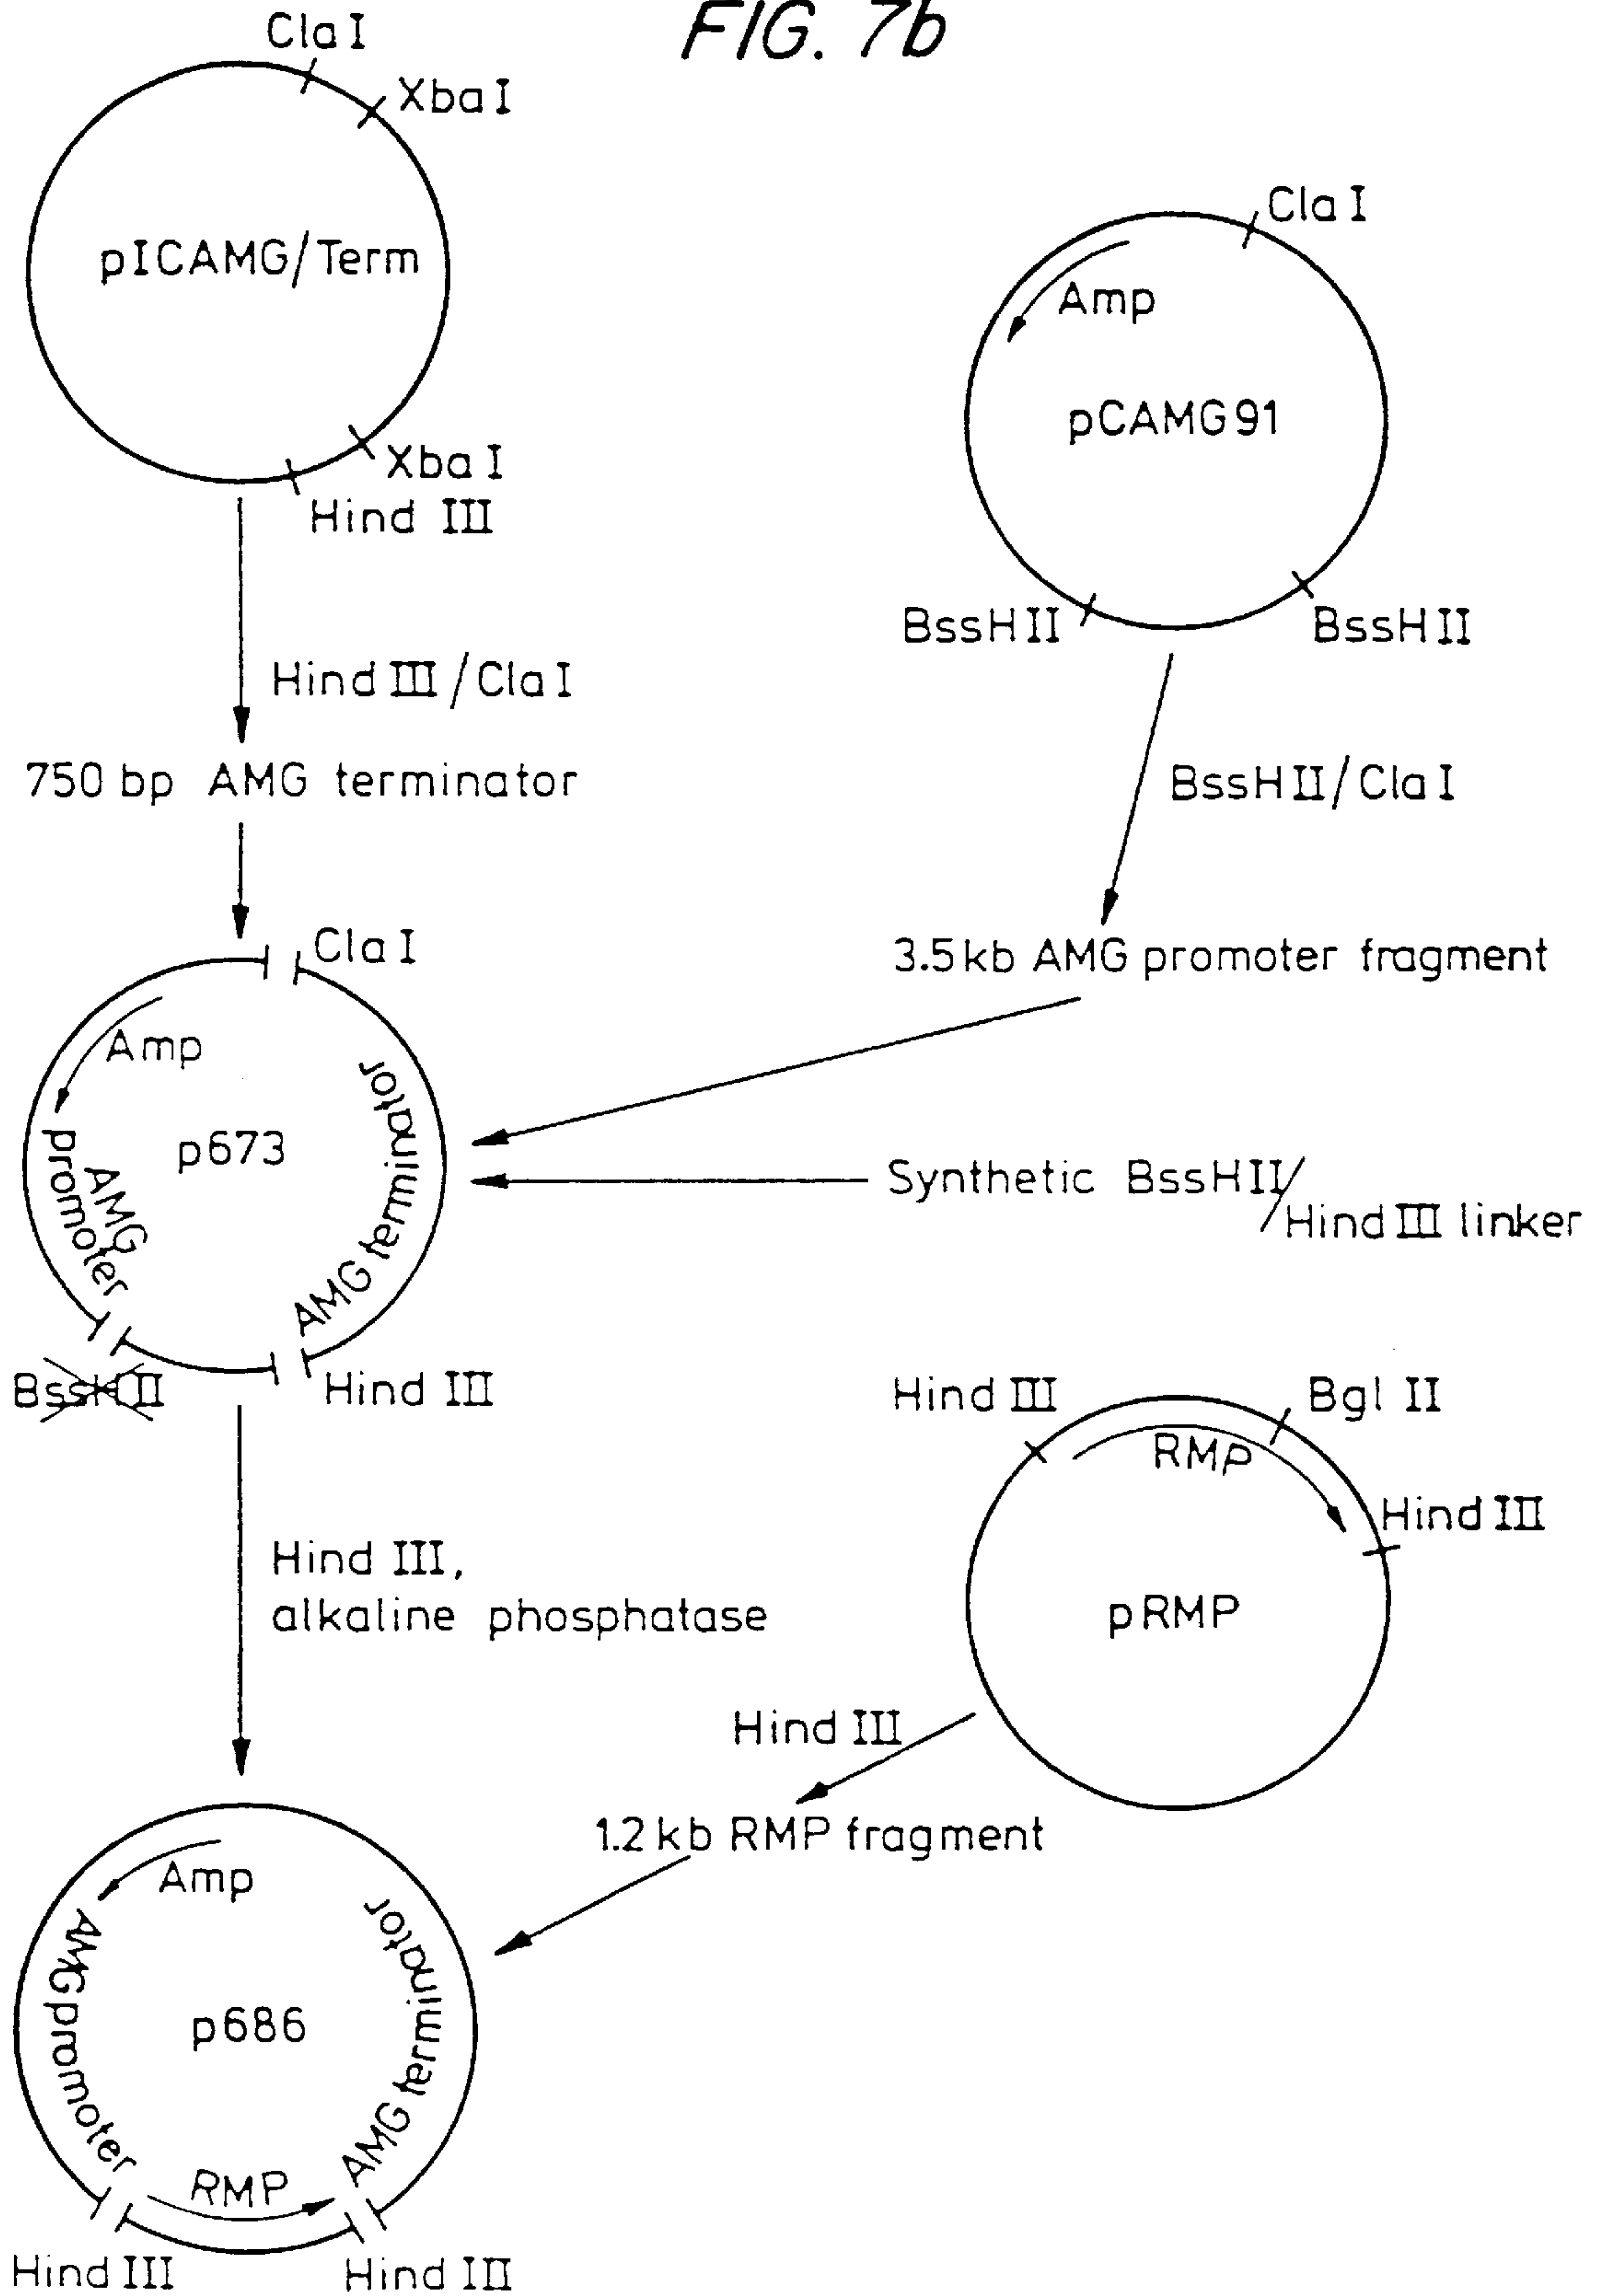 FIG. 7b
Cla I
Xba I
pICAMG/Term
Xba I
Hind III
Cla I
Amp
pCAMG91
BssH II
BssH II
Hind III / Cla I
750 bp AMG terminator
BssH II / Cla I
3.5 kb AMG promoter fragment
Cla I
Amp
p673
AMG
promoter
AMG terminator
Synthetic BssH II/
Hind III linker
BssH II
Hind III
Hind III
Bgl II
RMP
Hind III
pRMP
Hind III,
alkaline phosphatase
Hind III
1.2 kb RMP fragment
Amp
AMG promoter
p686
AMG terminator
RMP
Hind III
Hind III